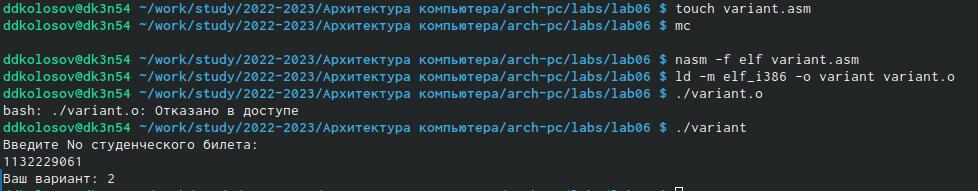 ddkolosov@dk3n54 ~/work/study/2022-2023/Архитектура компьютера/arch-pc/labs/lab06 $ touch variant.asm
ddkolosov@dk3n54 ~/work/study/2022-2023/Архитектура компьютера/arch-pc/labs/lab06 $ mc
ddkolosov@dk3n54 ~/work/study/2022-2023/Архитектура компьютера/arch-pc/labs/lab06 $ nasm -f elf variant.asm
ddkolosov@dk3n54 ~/work/study/2022-2023/Архитектура компьютера/arch-pc/labs/lab06 $ ld -m elf_i386 -o variant variant.o
ddkolosov@dk3n54 ~/work/study/2022-2023/Архитектура компьютера/arch-pc/labs/lab06 $ ./variant.o
bash: ./variant.o: Отказано в доступе
ddkolosov@dk3n54 ~/work/study/2022-2023/Архитектура компьютера/arch-pc/labs/lab06 $ ./variant
Введите No студенческого билета:
1132229061
Ваш вариант: 2